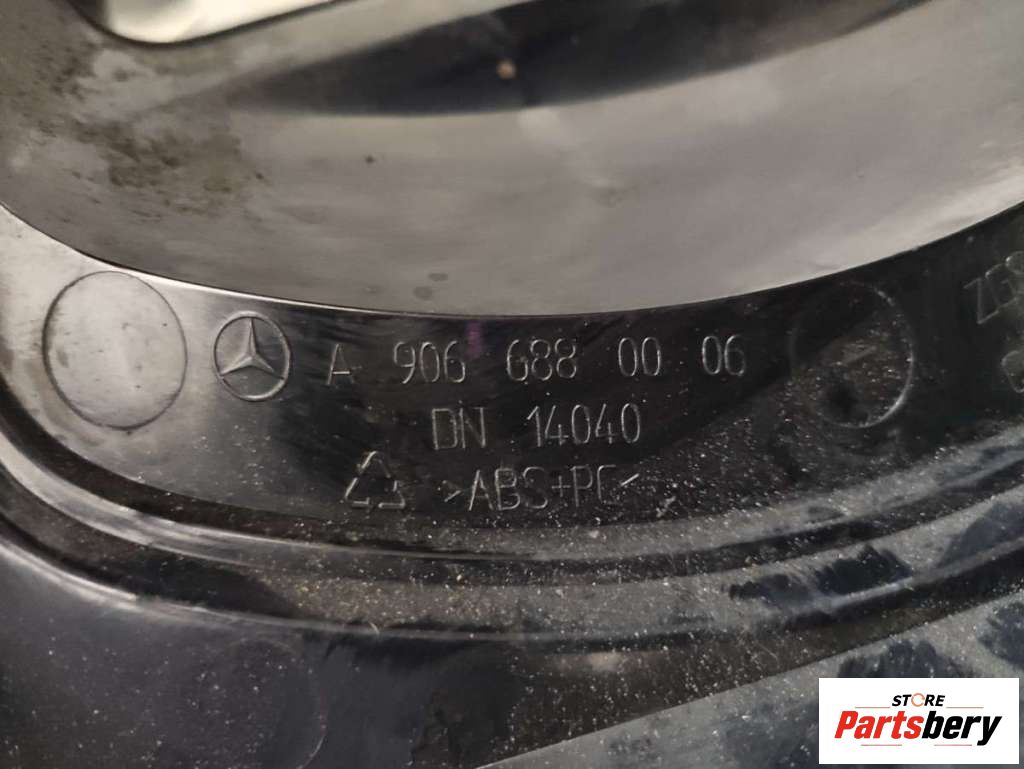 A 906 688 00 06
DN 14040
>ABS+PC<
STORE
Partsbery